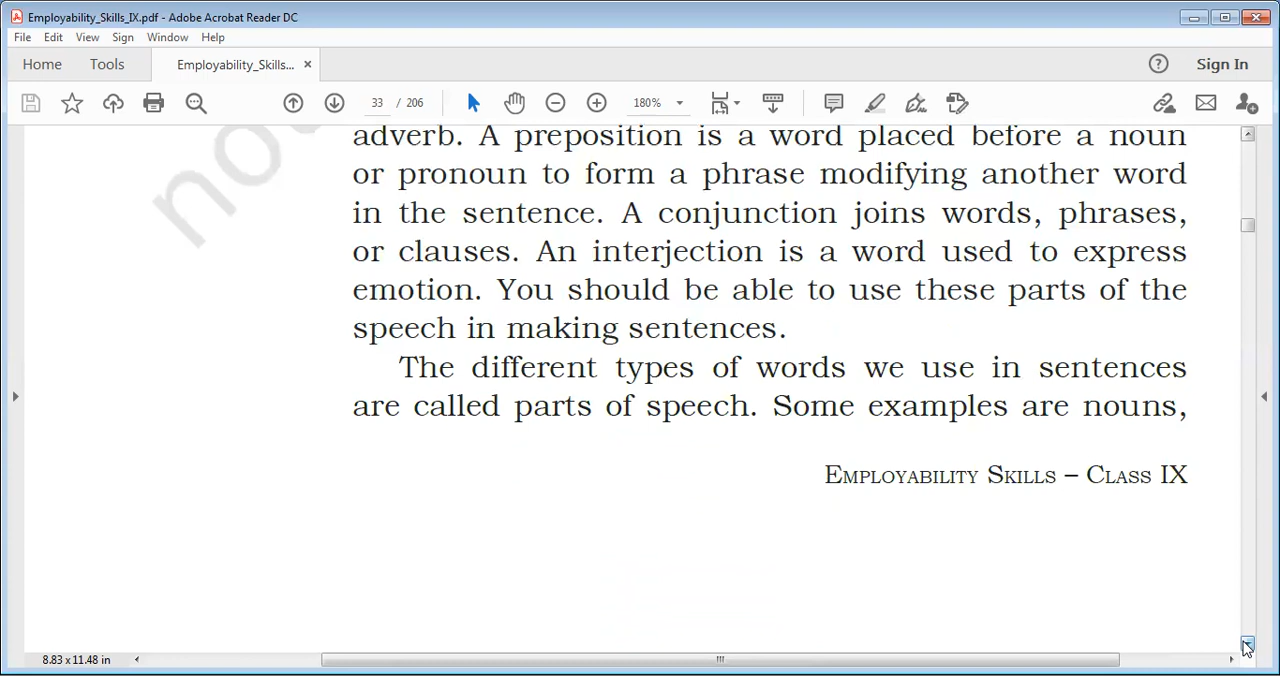 Employability_Skills_IX.pdf - Adobe Acrobat Reader DC
File Edit View Sign Window Help
Home Tools Employability_Skills... × Sign In
33 / 206 180%
not
adverb. A preposition is a word placed before a noun
or pronoun to form a phrase modifying another word
in the sentence. A conjunction joins words, phrases,
or clauses. An interjection is a word used to express
emotion. You should be able to use these parts of the
speech in making sentences.
The different types of words we use in sentences
are called parts of speech. Some examples are nouns,
Employability Skills – Class IX
8.83 x 11.48 in